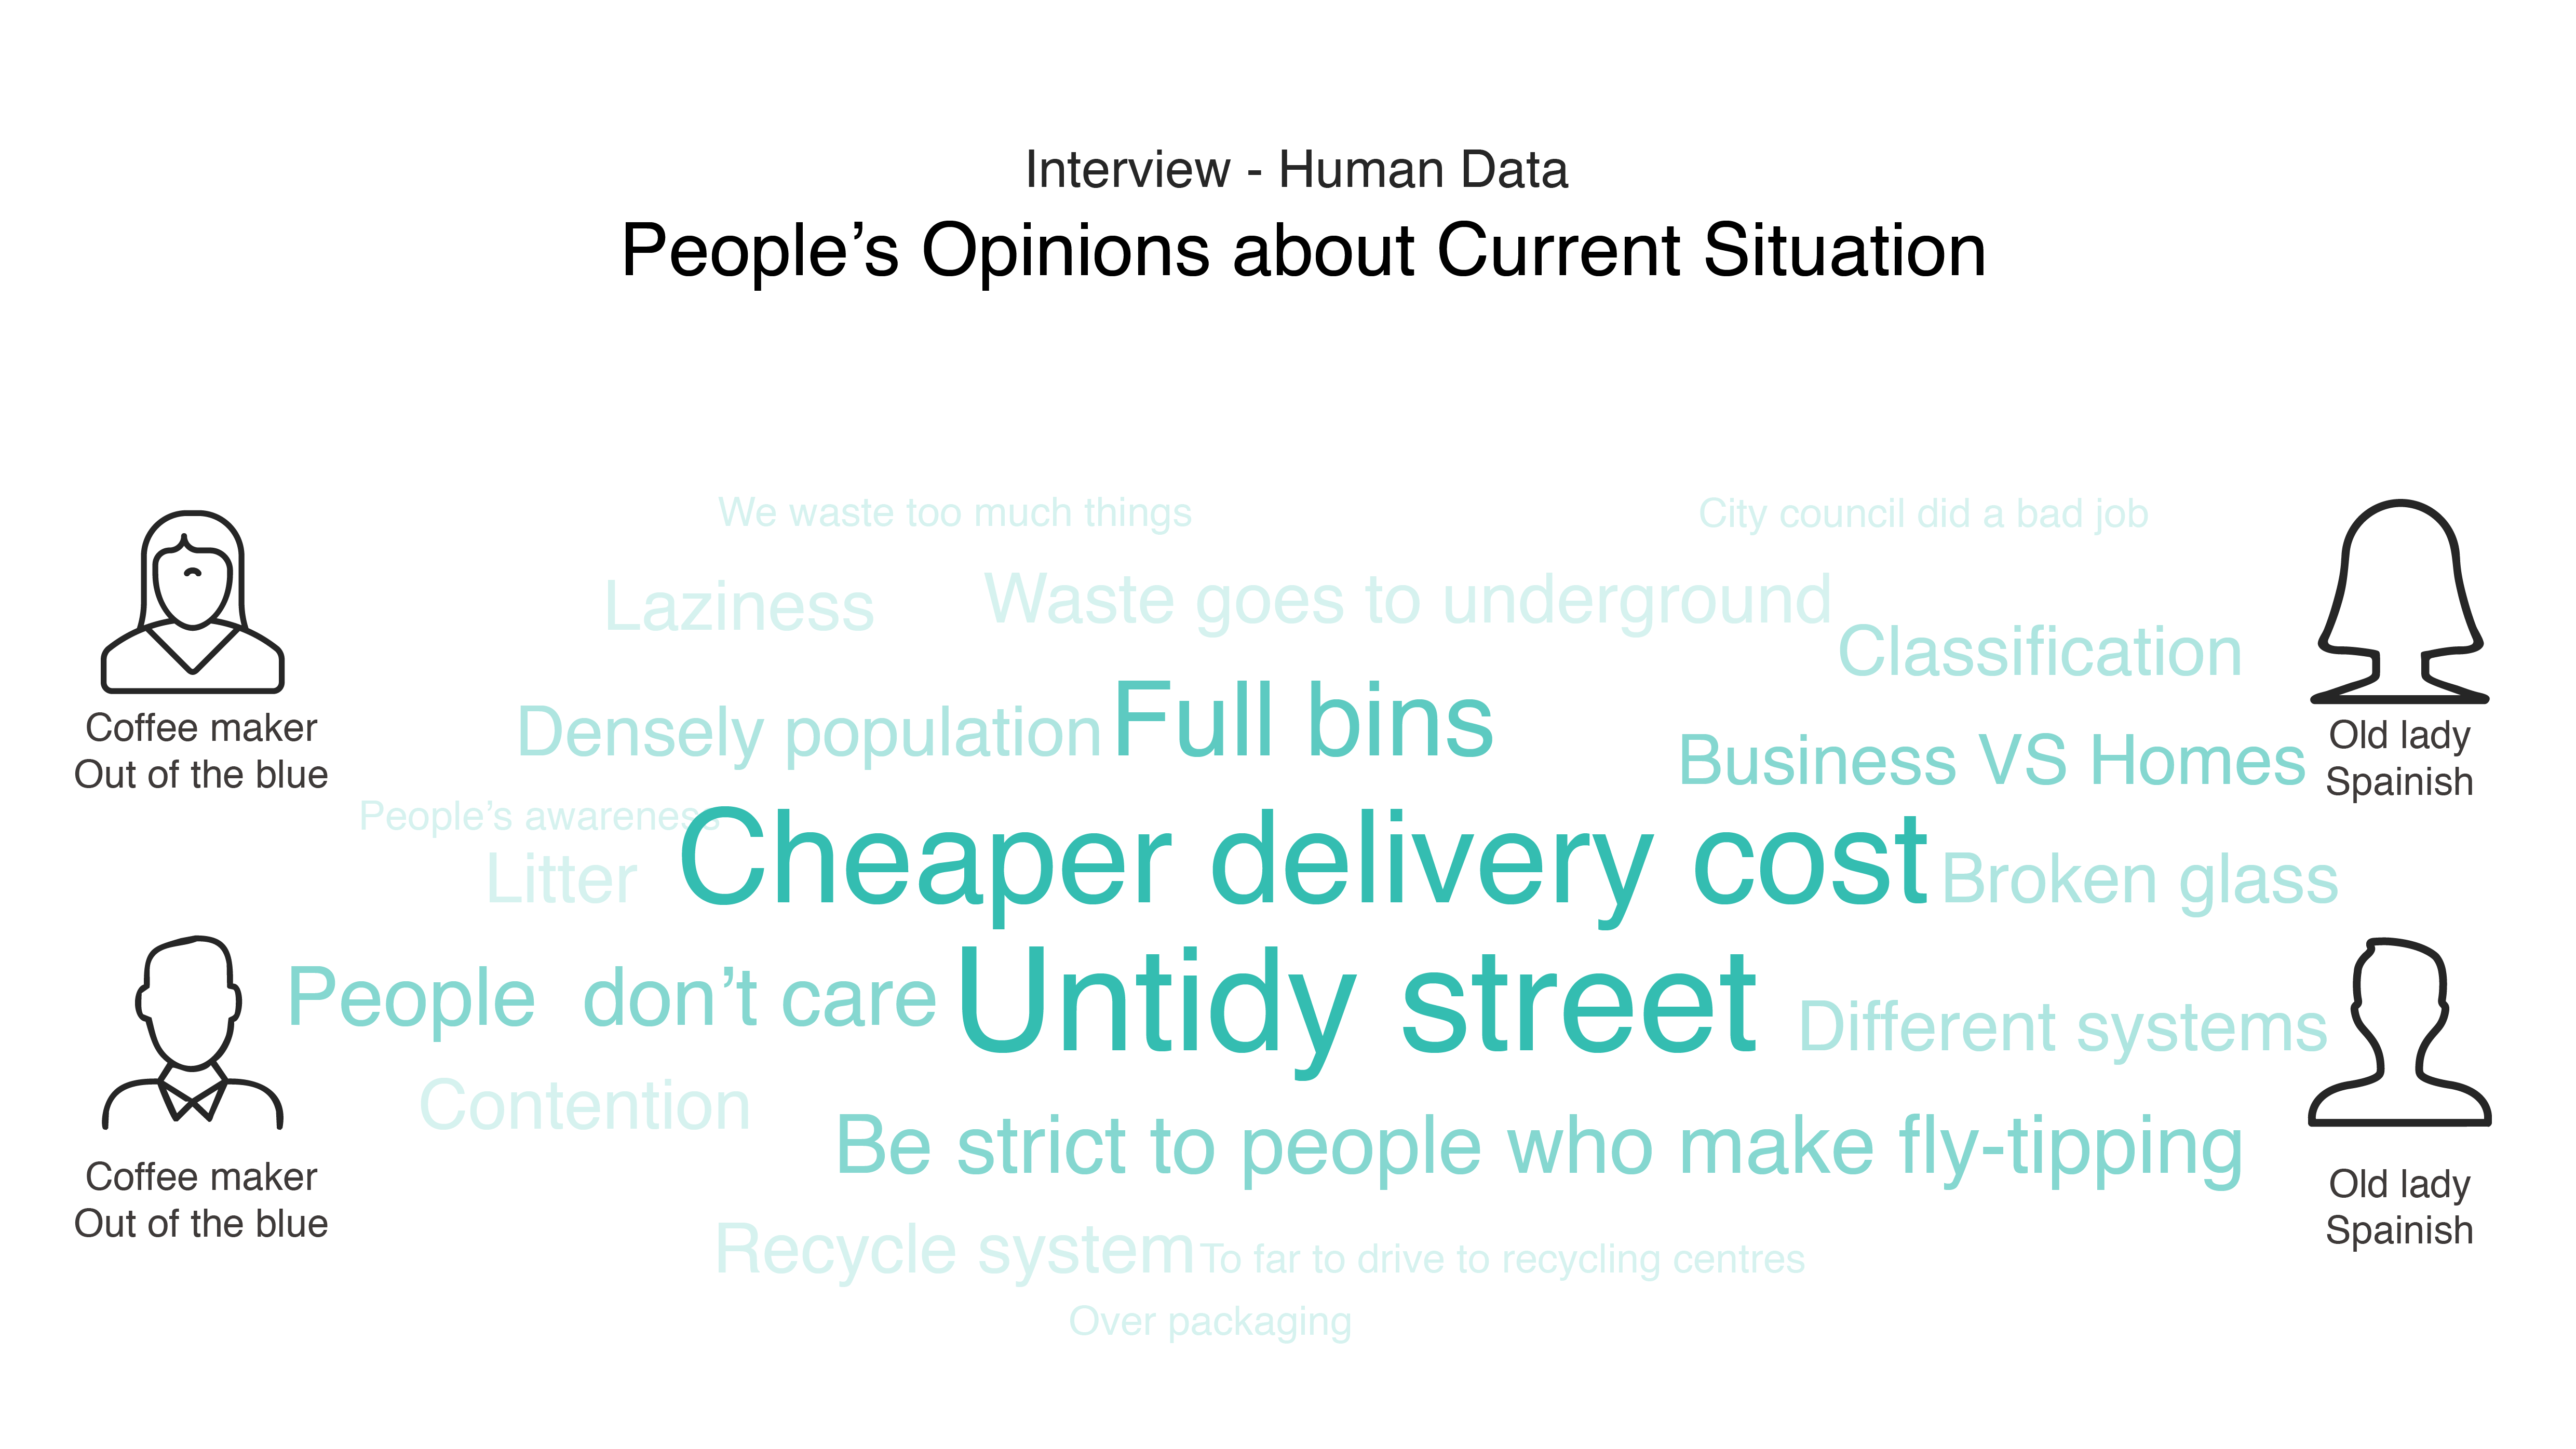 Interview - Human Data
People’s Opinions about Current Situation
We waste too much things
City council did a bad job
Laziness
Waste goes to underground
Classification
Densely population
Full bins
Business VS Homes
Coffee maker
Out of the blue
Old lady
Spainish
People’s awareness
Cheaper delivery cost
Litter
Broken glass
People don’t care
Untidy street
Different systems
Contention
Be strict to people who make fly-tipping
Coffee maker
Out of the blue
Old lady
Spainish
Recycle system
To far to drive to recycling centres
Over packaging